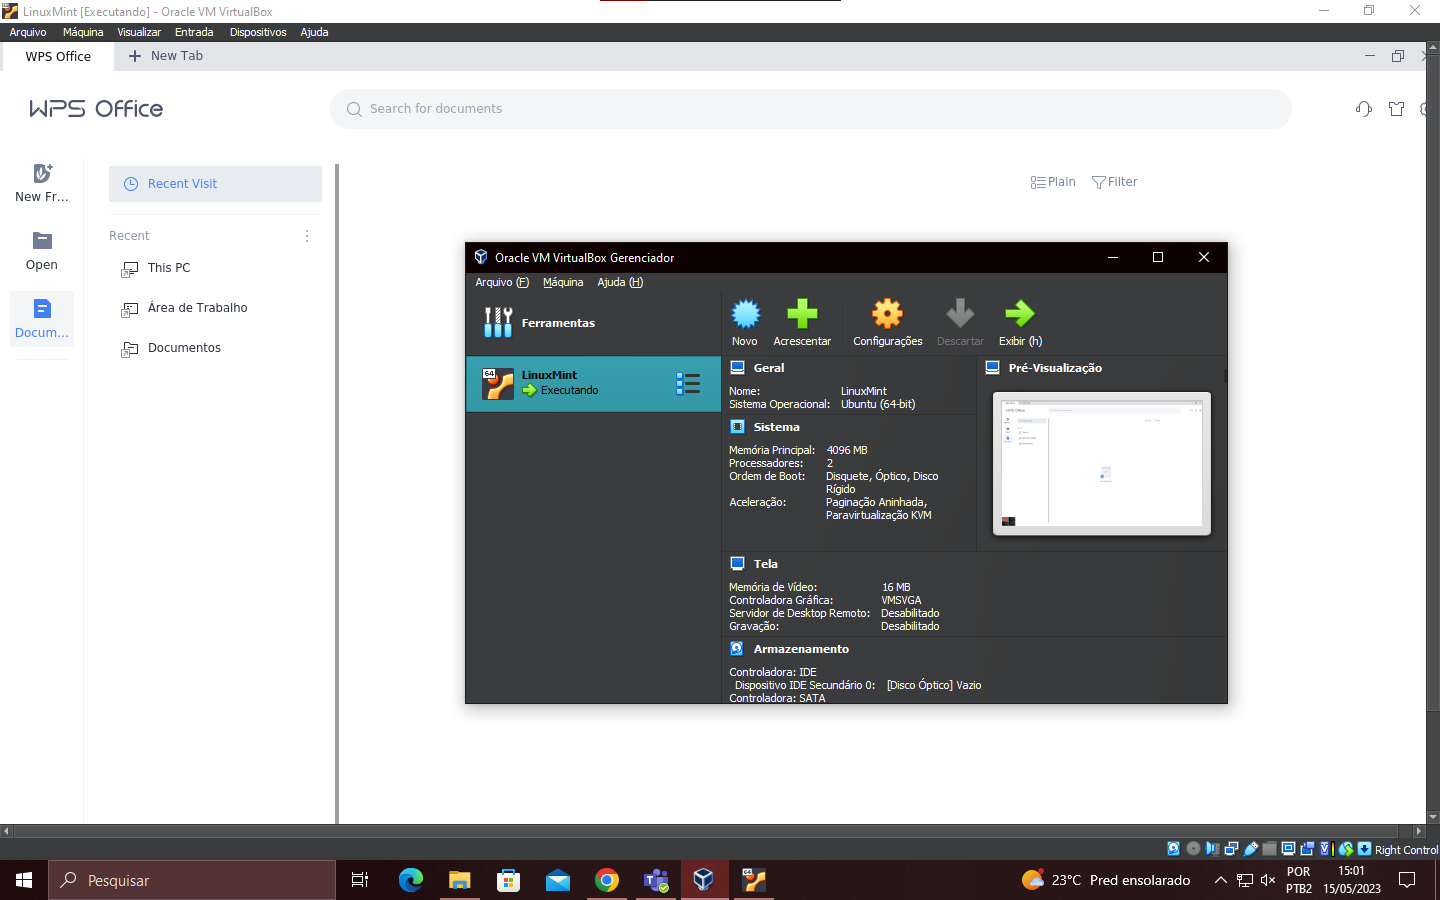 LinuxMint [Executando] - Oracle VM VirtualBox
Arquivo Máquina Visualizar Entrada Dispositivos Ajuda
WPS Office New Tab
WPS Office
Search for documents
New Fr...
Open
Docum...
Recent Visit
Recent
This PC
Área de Trabalho
Documentos
Plain Filter
Oracle VM VirtualBox Gerenciador
Arquivo (F) Máquina Ajuda (H)
Ferramentas
Novo Acrescentar Configurações Descartar Exibir (h)
64
LinuxMint
Executando
Geral
Nome: LinuxMint
Sistema Operacional: Ubuntu (64-bit)
Pré-Visualização
Sistema
Memória Principal: 4096 MB
Processadores: 2
Ordem de Boot: Disquete, Óptico, Disco
Rígido
Aceleração: Paginação Aninhada,
Paravirtualização KVM
Tela
Memória de Vídeo: 16 MB
Controladora Gráfica: VMSVGA
Servidor de Desktop Remoto: Desabilitado
Gravação: Desabilitado
Armazenamento
Controladora: IDE
Dispositivo IDE Secundário 0: [Disco Óptico] Vazio
Controladora: SATA
Right Control
Pesquisar
23°C Pred ensolarado
POR
PTB2
15:01
15/05/2023